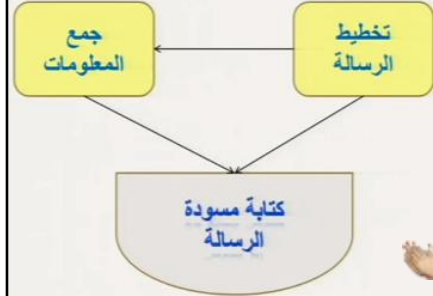 تخطيط
الرسالة
جمع
المعلومات
كتابة مسودة
الرسالة